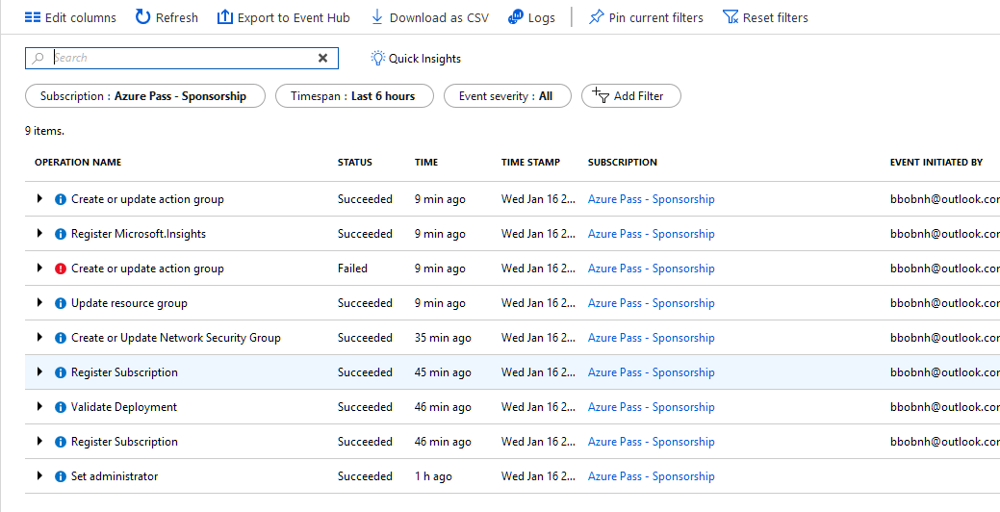 Edit columns Refresh Export to Event Hub Download as CSV Logs Pin current filters Reset filters
Search Quick Insights
Subscription : Azure Pass - Sponsorship Timespan : Last 6 hours Event severity : All Add Filter
9 items.
OPERATION NAME STATUS TIME TIME STAMP SUBSCRIPTION EVENT INITIATED BY
Create or update action group Succeeded 9 min ago Wed Jan 16 2... Azure Pass - Sponsorship bbobnh@outlook.com
Register Microsoft.Insights Succeeded 9 min ago Wed Jan 16 2... Azure Pass - Sponsorship bbobnh@outlook.com
Create or update action group Failed 9 min ago Wed Jan 16 2... Azure Pass - Sponsorship bbobnh@outlook.com
Update resource group Succeeded 9 min ago Wed Jan 16 2... Azure Pass - Sponsorship bbobnh@outlook.com
Create or Update Network Security Group Succeeded 35 min ago Wed Jan 16 2... Azure Pass - Sponsorship bbobnh@outlook.com
Register Subscription Succeeded 45 min ago Wed Jan 16 2... Azure Pass - Sponsorship bbobnh@outlook.com
Validate Deployment Succeeded 46 min ago Wed Jan 16 2... Azure Pass - Sponsorship bbobnh@outlook.com
Register Subscription Succeeded 46 min ago Wed Jan 16 2... Azure Pass - Sponsorship bbobnh@outlook.com
Set administrator Succeeded 1 h ago Wed Jan 16 2... Azure Pass - Sponsorship